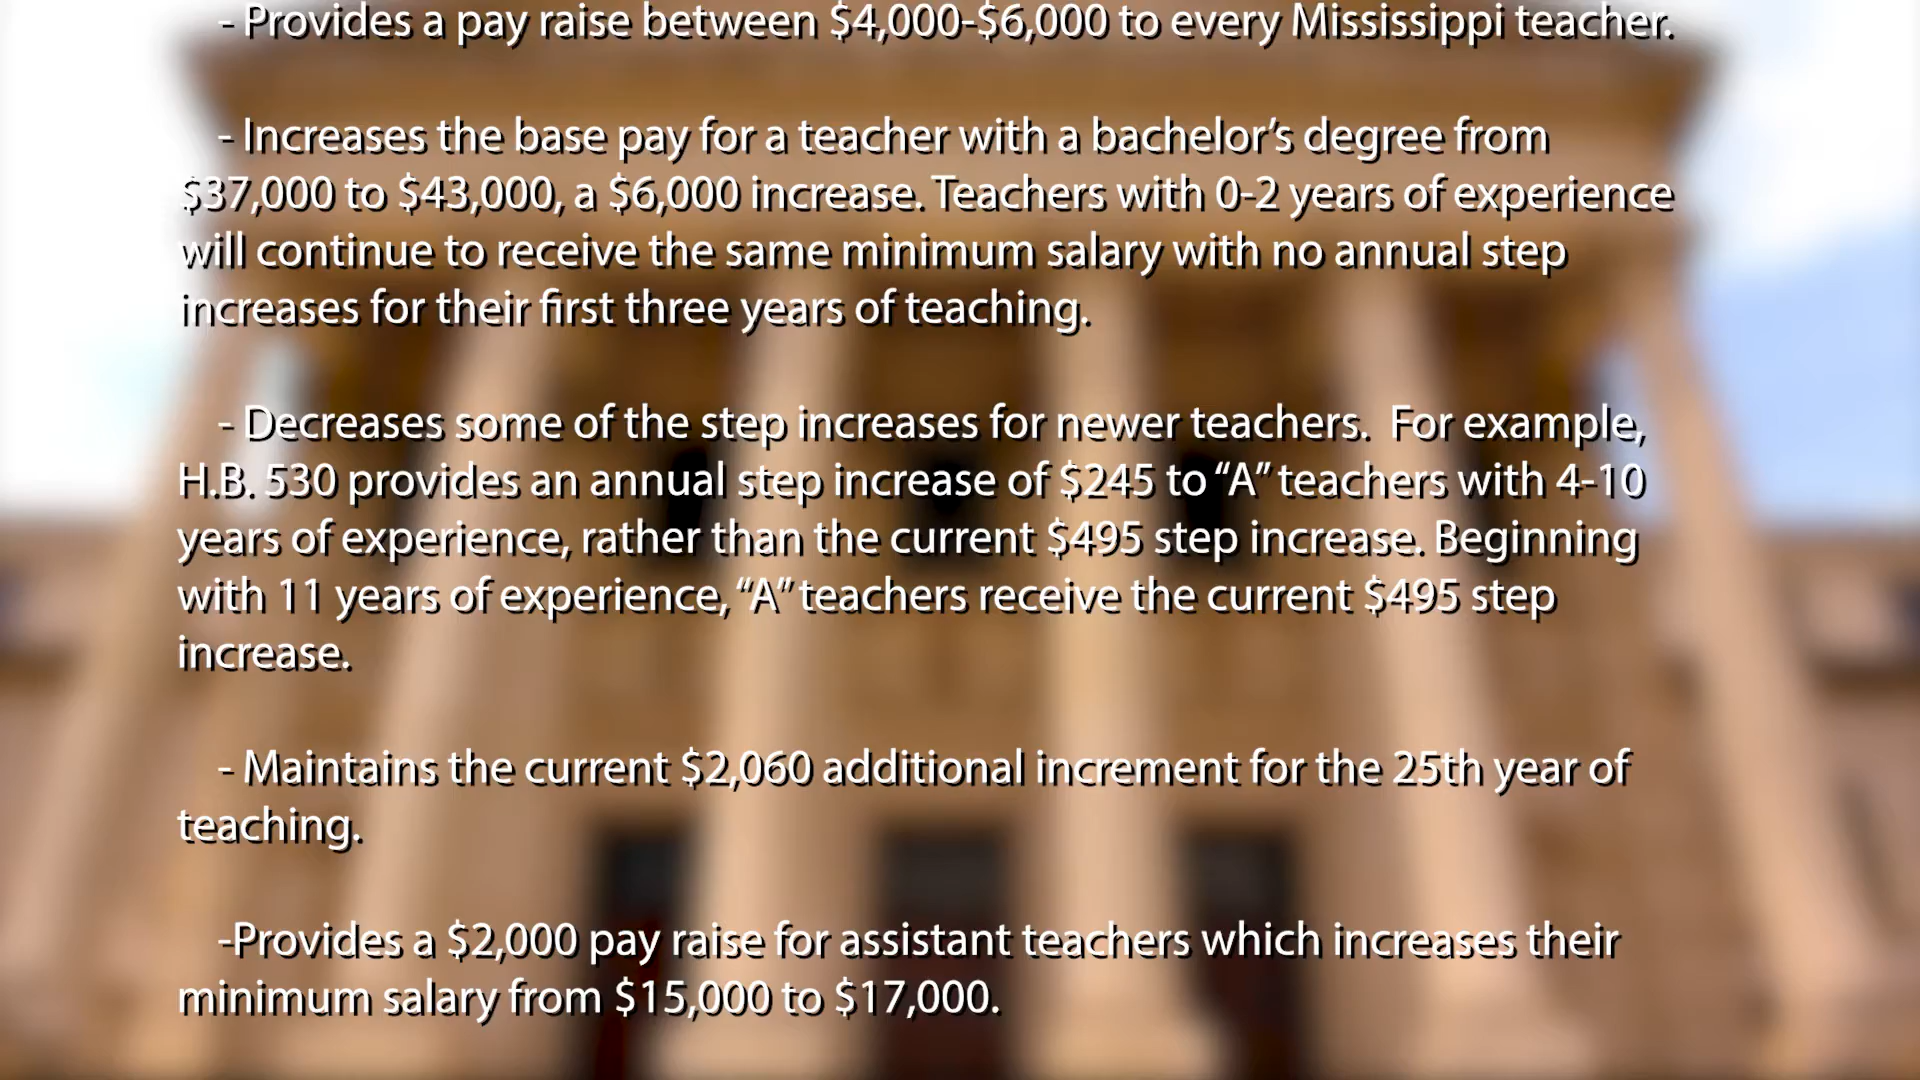 - Provides a pay raise between $4,000-$6,000 to every Mississippi teacher.
- Increases the base pay for a teacher with a bachelor’s degree from
$37,000 to $43,000, a $6,000 increase. Teachers with 0-2 years of experience
will continue to receive the same minimum salary with no annual step
increases for their first three years of teaching.
- Decreases some of the step increases for newer teachers.  For example,
H.B. 530 provides an annual step increase of $245 to “A” teachers with 4-10
years of experience, rather than the current $495 step increase. Beginning
with 11 years of experience, “A” teachers receive the current $495 step
increase.
- Maintains the current $2,060 additional increment for the 25th year of
teaching.
-Provides a $2,000 pay raise for assistant teachers which increases their
minimum salary from $15,000 to $17,000.